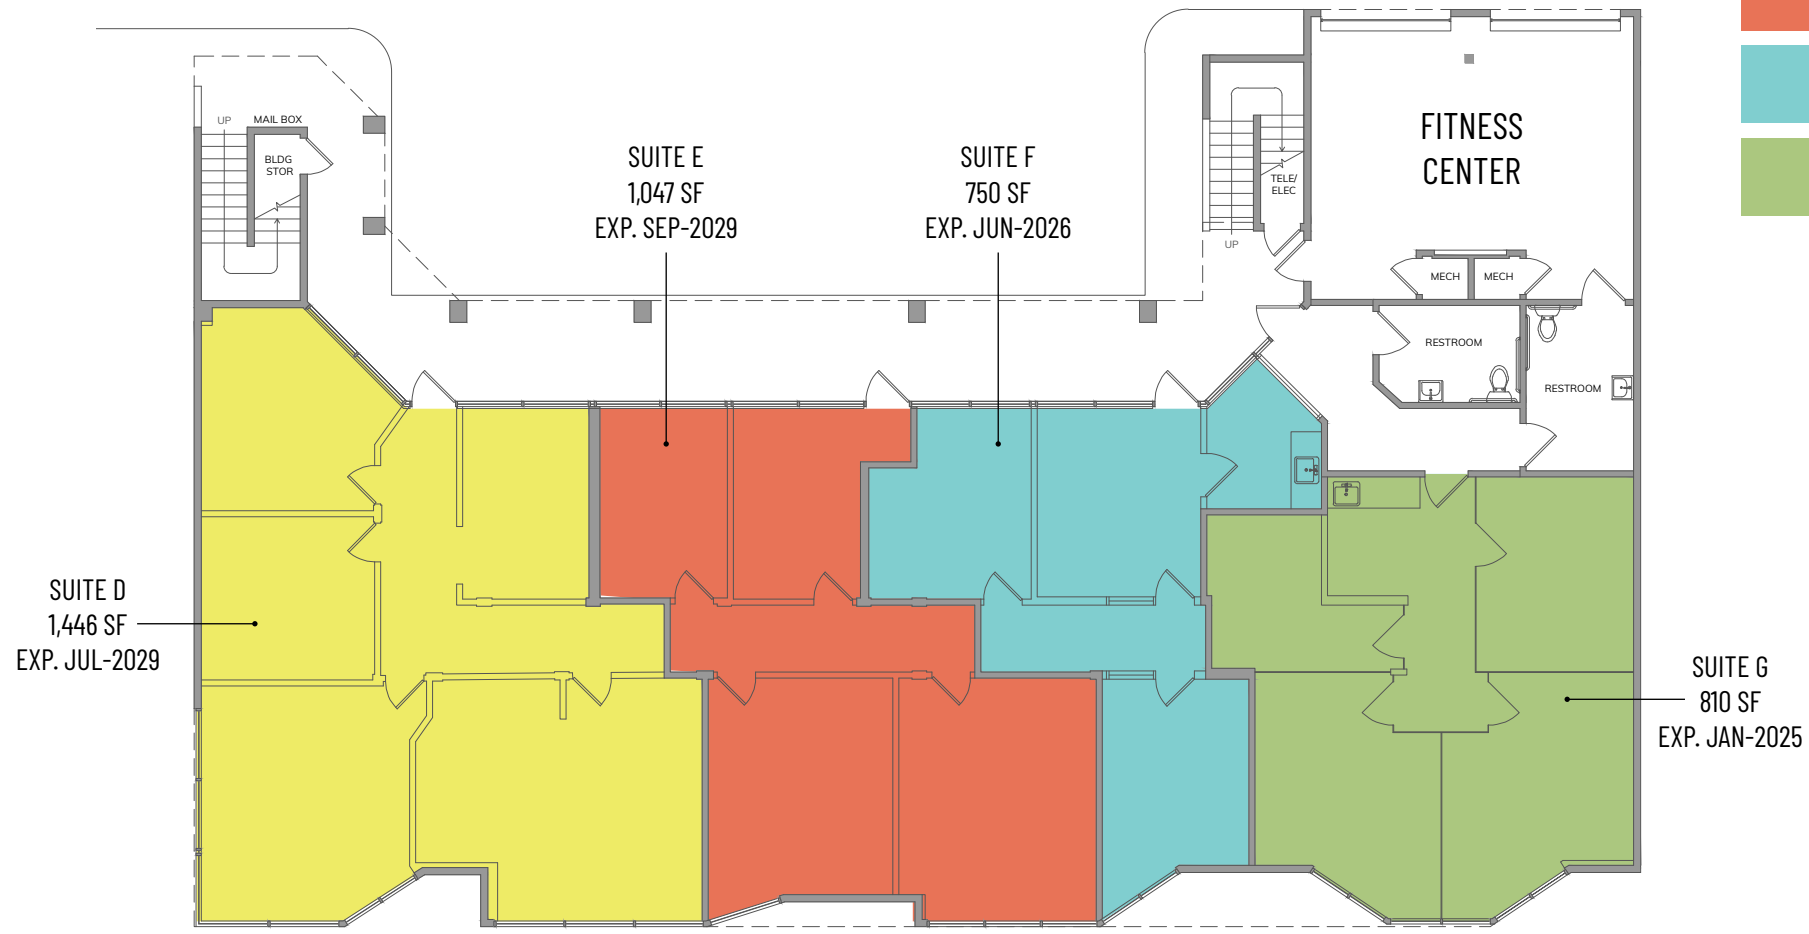 UP
MAIL BOX
BLDG
STOR
SUITE E
1,047 SF
EXP. SEP-2029
SUITE F
750 SF
EXP. JUN-2026
TELE/
ELEC
UP
FITNESS
CENTER
MECH
MECH
RESTROOM
RESTROOM
SUITE D
1,446 SF
EXP. JUL-2029
SUITE G
810 SF
EXP. JAN-2025